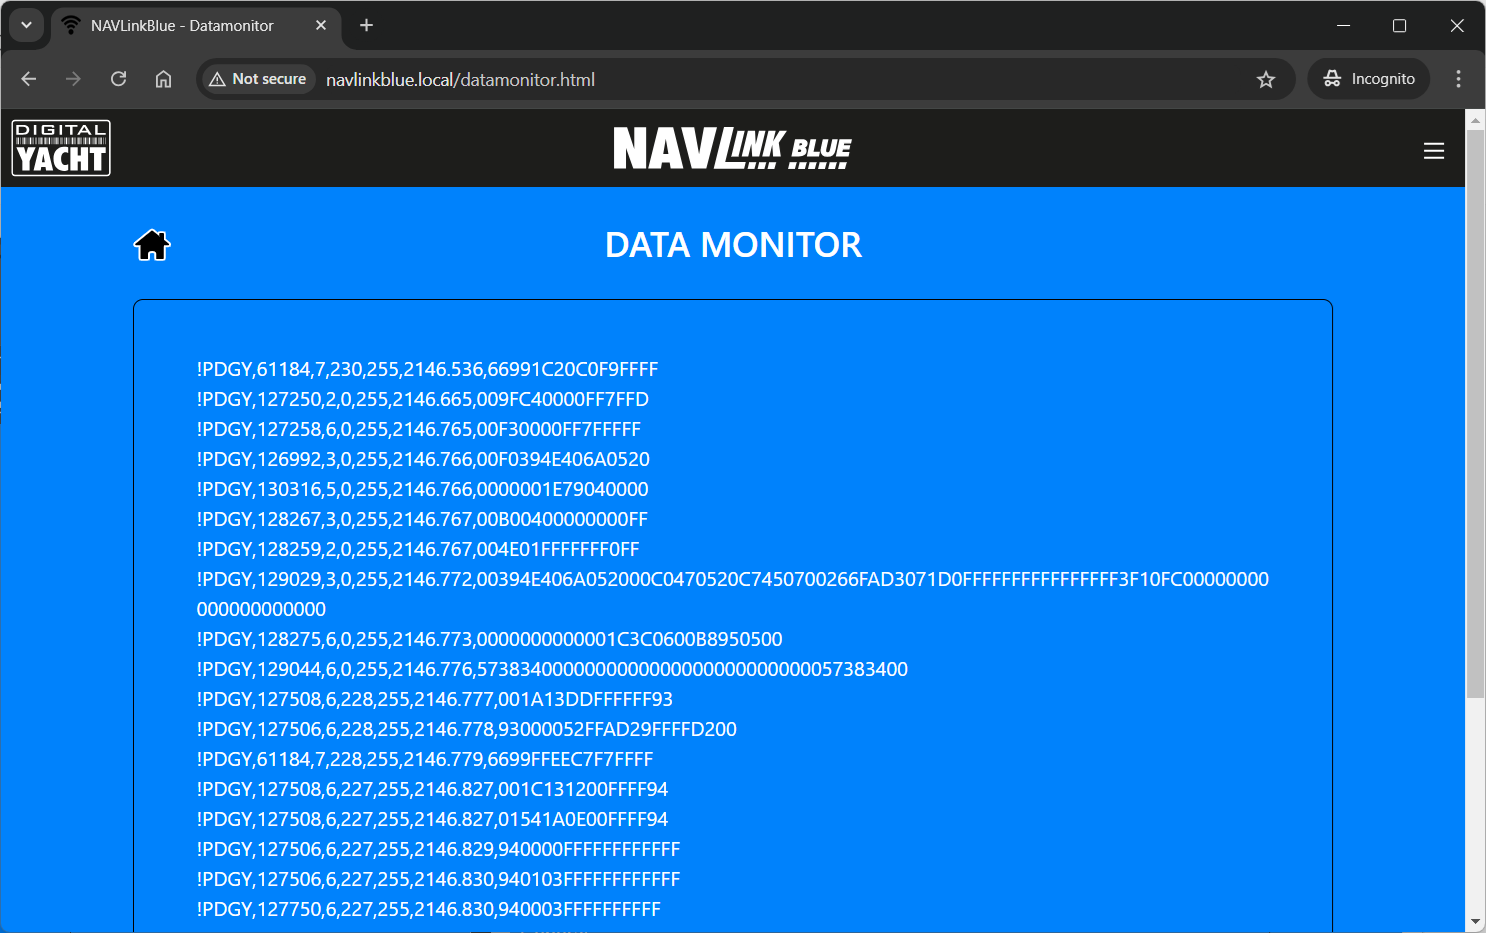 NAVLinkBlue - Datamonitor
Not secure
navlinkblue.local/datamonitor.html
Incognito
DIGITAL
YACHT
NAVLINK BLUE
DATA MONITOR
!PDGY,61184,7,230,255,2146.536,66991C20C0F9FFFF
!PDGY,127250,2,0,255,2146.665,009FC40000FF7FFD
!PDGY,127258,6,0,255,2146.765,00F30000FF7FFFFF
!PDGY,126992,3,0,255,2146.766,00F0394E406A0520
!PDGY,130316,5,0,255,2146.766,0000001E79040000
!PDGY,128267,3,0,255,2146.767,00B00400000000FF
!PDGY,128259,2,0,255,2146.767,004E01FFFFFFF0FF
!PDGY,129029,3,0,255,2146.772,00394E406A052000C0470520C7450700266FAD3071D0FFFFFFFFFFFFFFFF3F10FC00000000
000000000000
!PDGY,128275,6,0,255,2146.773,0000000000001C3C0600B8950500
!PDGY,129044,6,0,255,2146.776,5738340000000000000000000000000057383400
!PDGY,127508,6,228,255,2146.777,001A13DDFFFFFF93
!PDGY,127506,6,228,255,2146.778,93000052FFAD29FFFFD200
!PDGY,61184,7,228,255,2146.779,6699FFEEC7F7FFFF
!PDGY,127508,6,227,255,2146.827,001C131200FFFF94
!PDGY,127508,6,227,255,2146.827,01541A0E00FFFF94
!PDGY,127506,6,227,255,2146.829,940000FFFFFFFFFFFF
!PDGY,127506,6,227,255,2146.830,940103FFFFFFFFFFFF
!PDGY,127750,6,227,255,2146.830,940003FFFFFFFFFF